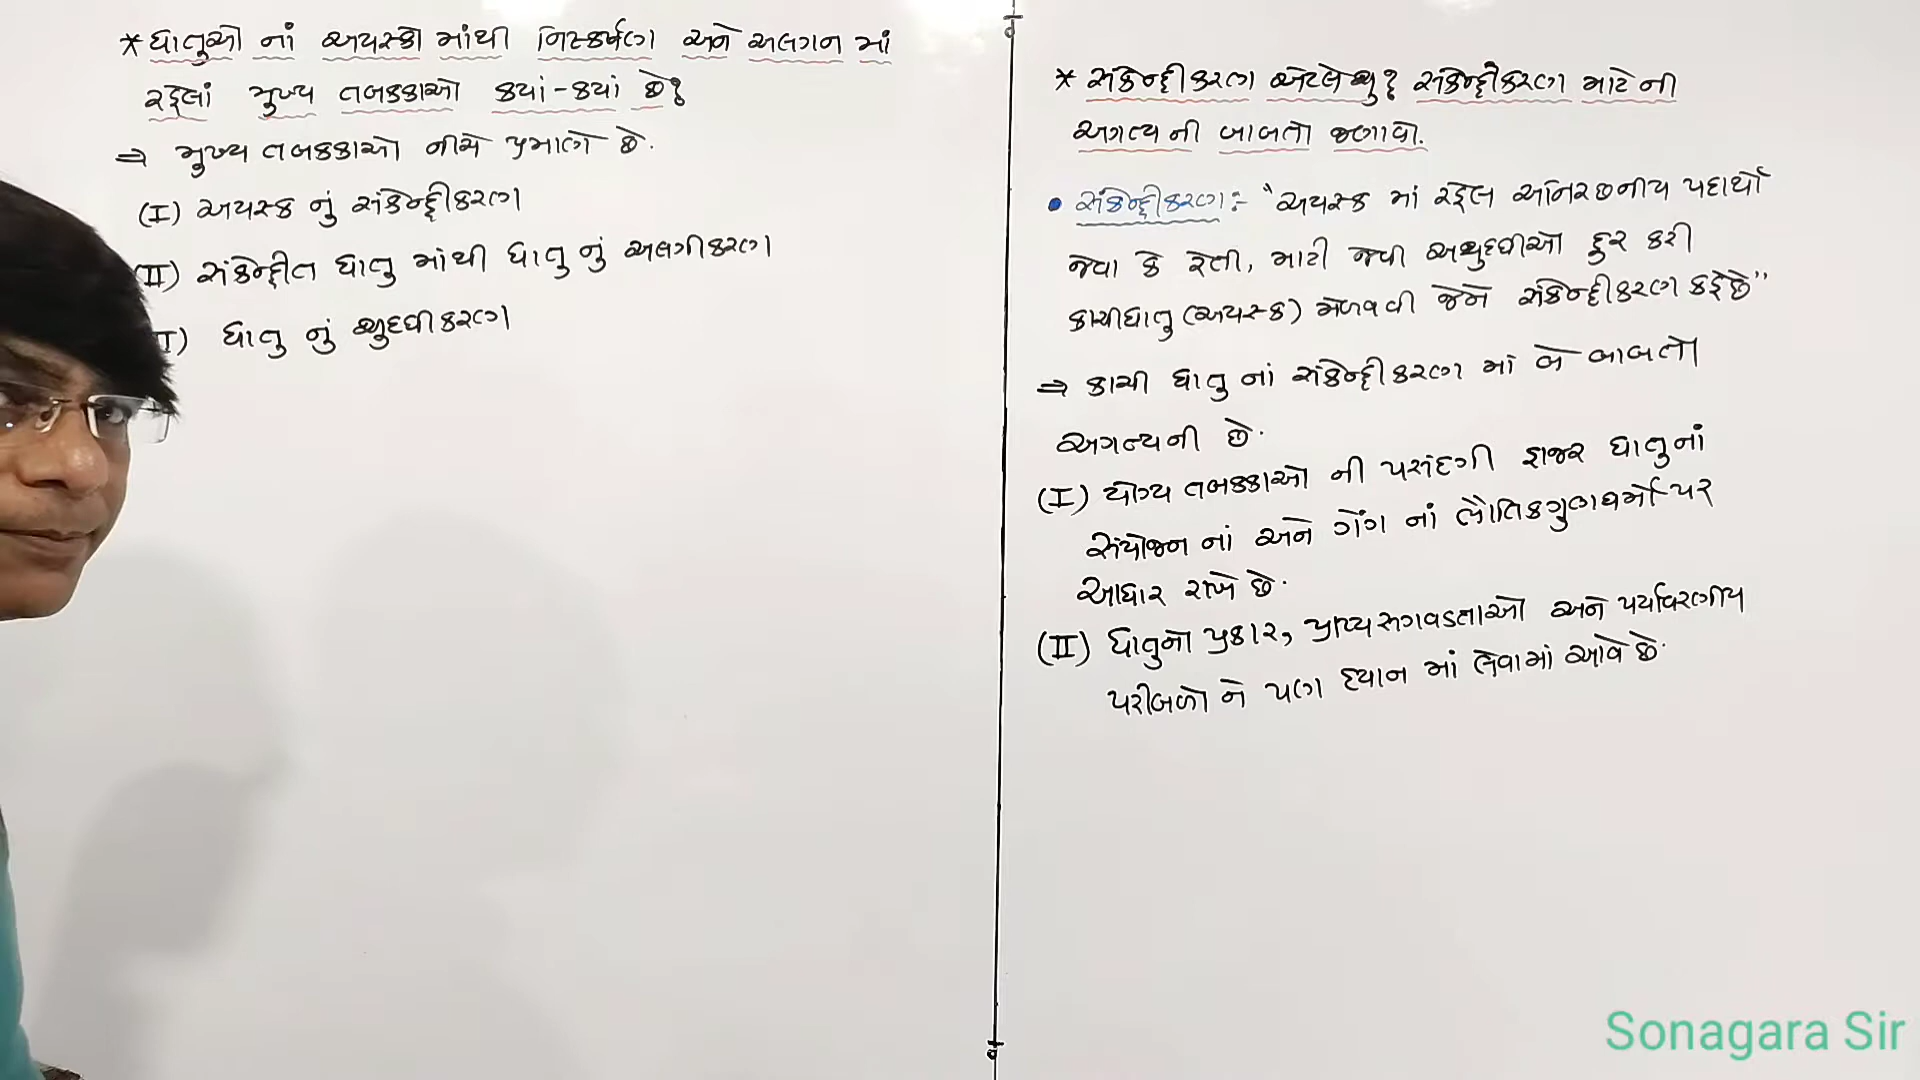 * ધાતુઓ નાં અયસ્કો માંથી નિષ્કર્ષણ અને અલગન માં
રહેલાં મુખ્ય તબક્કાઓ કયાં-કયાં છે?
⇒ મુખ્ય તબક્કાઓ નીચે પ્રમાણે છે.
(I) અયસ્ક નું સંકેન્દ્રીકરણ
(II) સંકેન્દ્રીત ધાતુ માંથી ધાતુ નું અલગીકરણ
ધાતુ નું શુદ્ધીકરણ
* સંકેન્દ્રીકરણ એટલે શુ? સંકેન્દ્રીકરણ માટે ની
અગત્ય ની બાબતો જણાવો.
• સંકેન્દ્રીકરણ:- "અયસ્ક માં રહેલ અનિચ્છનીય પદાર્થો
જેવા કે રેતી, માટી જેવી અશુદ્ધીઓ દુર કરી
કાચીધાતુ (અયસ્ક) મેળવવી જેને સંકેન્દ્રીકરણ કહેછે"
⇒ કાચી ધાતુ નાં સંકેન્દ્રીકરણ માં બે બાબતો
અગત્યની છે.
(I) યોગ્ય તબક્કાઓ ની પસંદગી હાજર ધાતુનાં
સંયોજન નાં અને ગેંગ નાં ભૌતિકગુણધર્મો પર
આધાર રાખે છે.
(II) ધાતુનો પ્રકાર, પ્રાપ્ય સગવડતાઓ અને પર્યાવરણીય
પરીબળો ને પણ ધ્યાન માં લેવામાં આવે છે.
Sonagara Sir